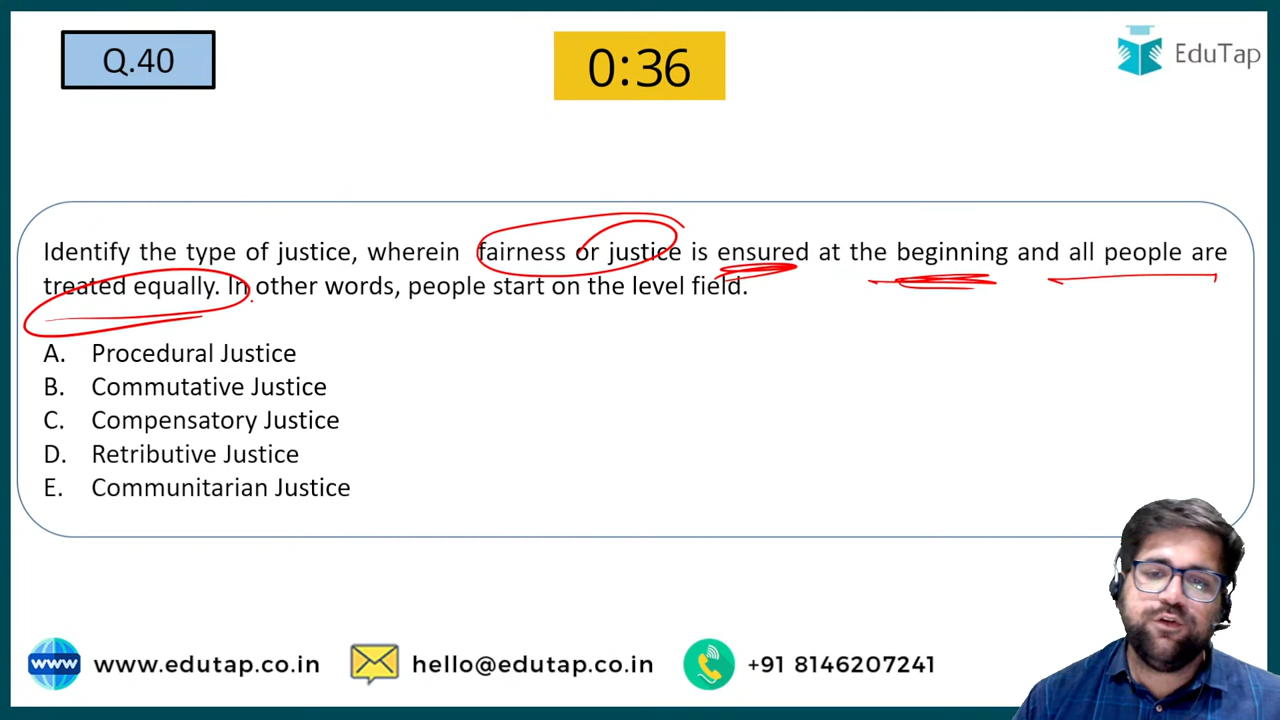 Q.40
0:36
EduTap
Identify the type of justice, wherein fairness or justice is ensured at the beginning and all people are
treated equally. In other words, people start on the level field.
A. Procedural Justice
B. Commutative Justice
C. Compensatory Justice
D. Retributive Justice
E. Communitarian Justice
www www.edutap.co.in hello@edutap.co.in +91 8146207241